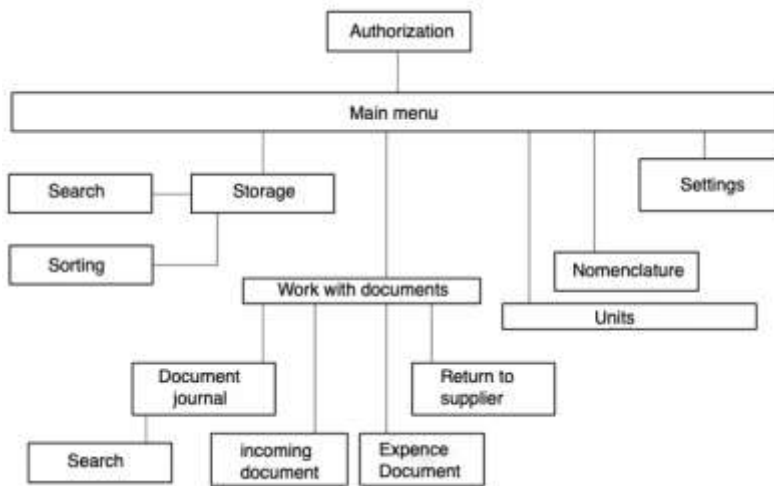 Authorization
Main menu
Search
Storage
Settings
Sorting
Nomenclature
Work with documents
Units
Document
journal
Return to
supplier
Search
incoming
document
Expence
Document